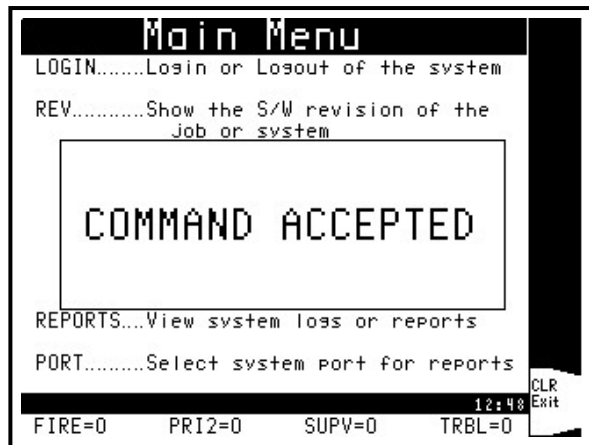 Main Menu
LOGIN.......Login or Logout of the system
REV...........Show the S/W revision of the
job or system
COMMAND ACCEPTED
REPORTS....View system logs or reports
PORT.........Select system port for reports
CLR
12:48 Exit
FIRE=0 PRI2=0 SUPV=0 TRBL=0